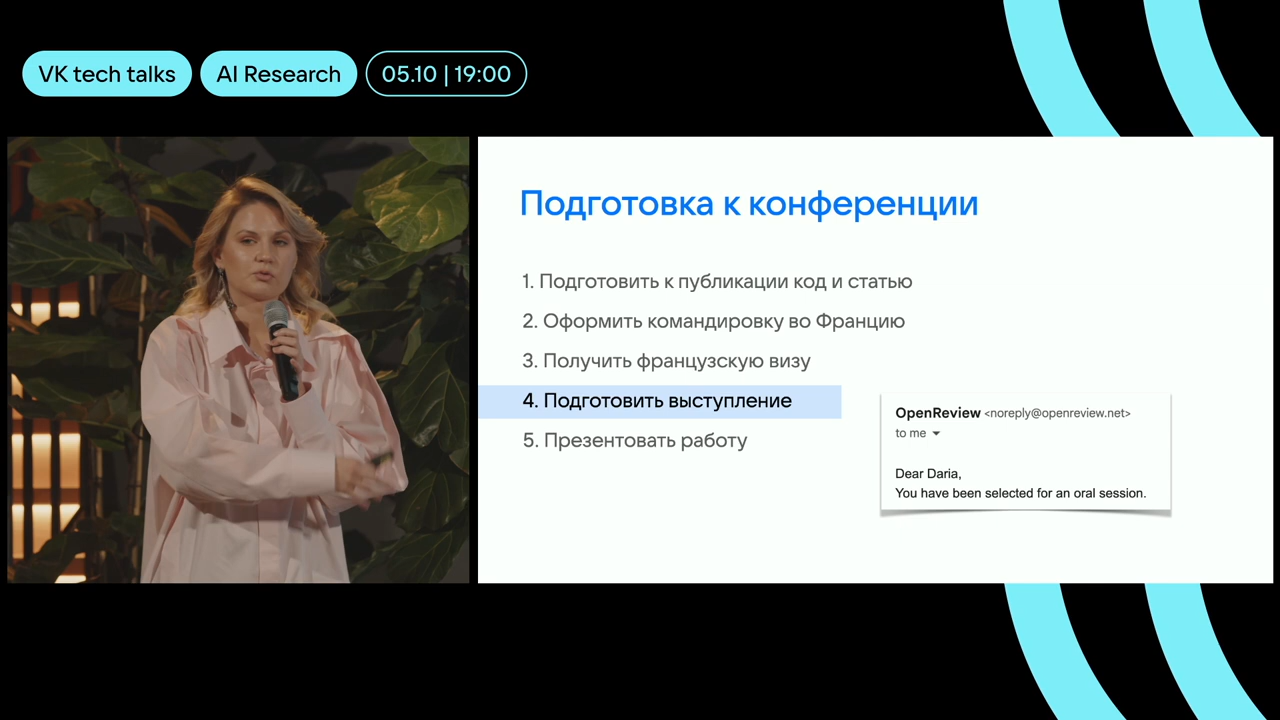 VK tech talks
AI Research
05.10 | 19:00
Подготовка к конференции
1. Подготовить к публикации код и статью
2. Оформить командировку во Францию
3. Получить французскую визу
4. Подготовить выступление
5. Презентовать работу
OpenReview <noreply@openreview.net>
to me
Dear Daria,
You have been selected for an oral session.